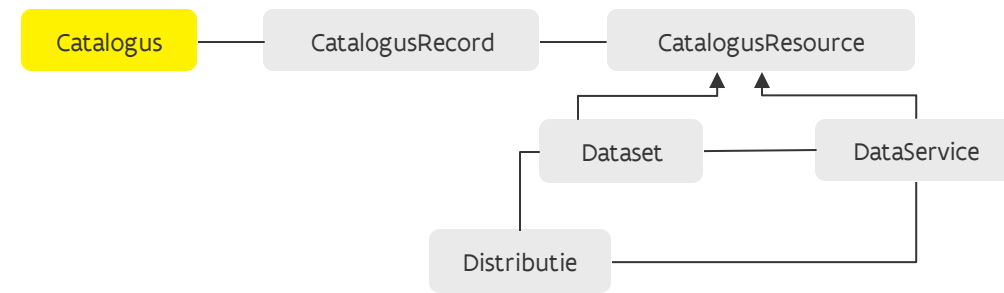 Catalogus
CatalogusRecord
CatalogusResource
Dataset
DataService
Distributie